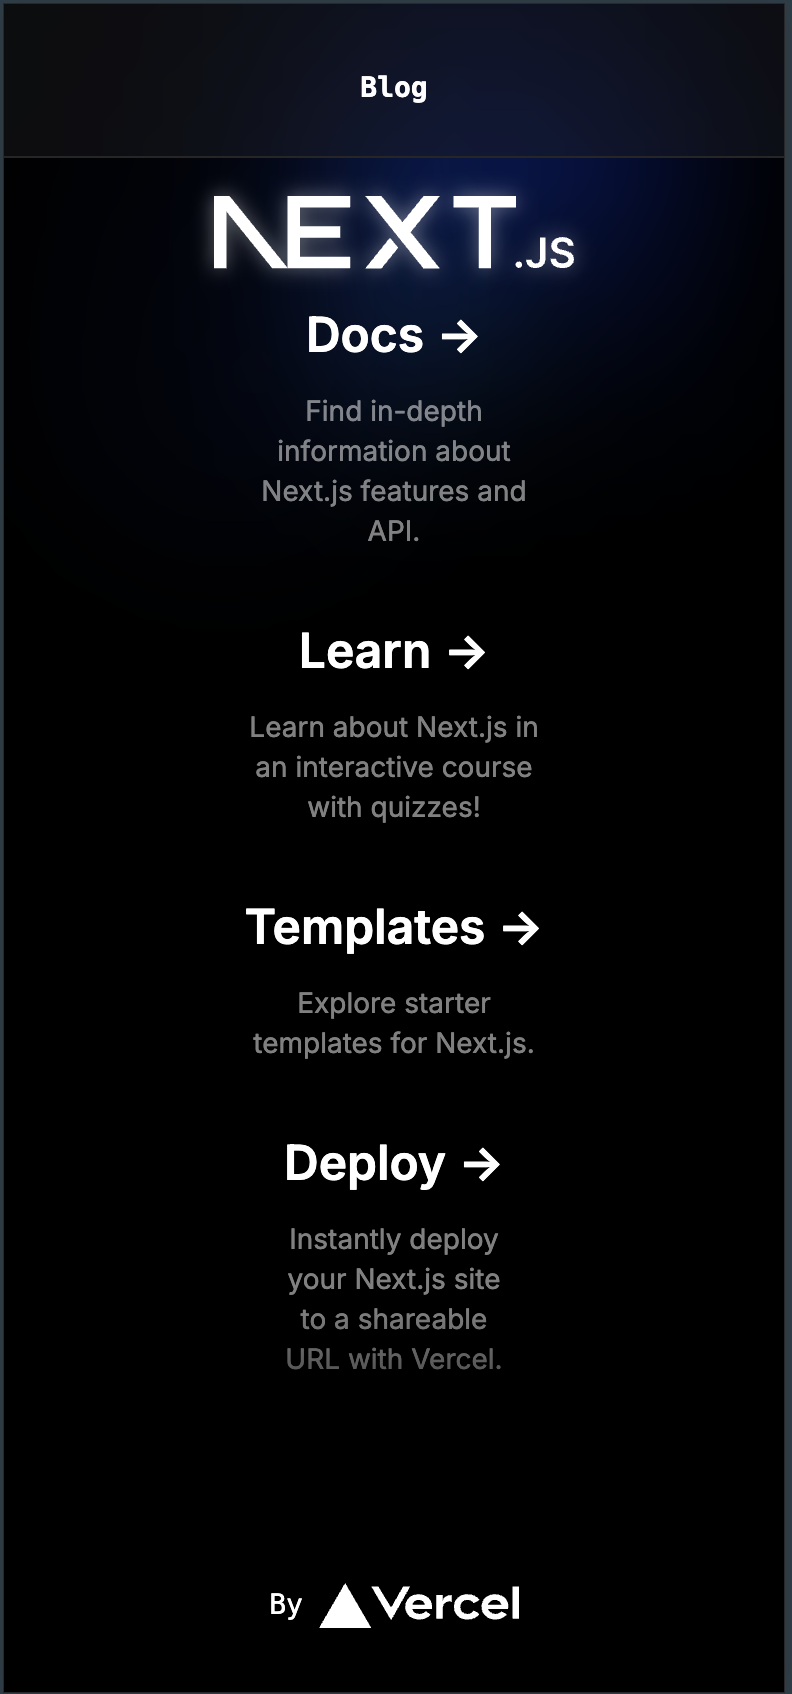 Blog
NEXT.JS
Docs →
Find in-depth
information about
Next.js features and
API.
Learn →
Learn about Next.js in
an interactive course
with quizzes!
Templates →
Explore starter
templates for Next.js.
Deploy →
Instantly deploy
your Next.js site
to a shareable
URL with Vercel.
By Vercel